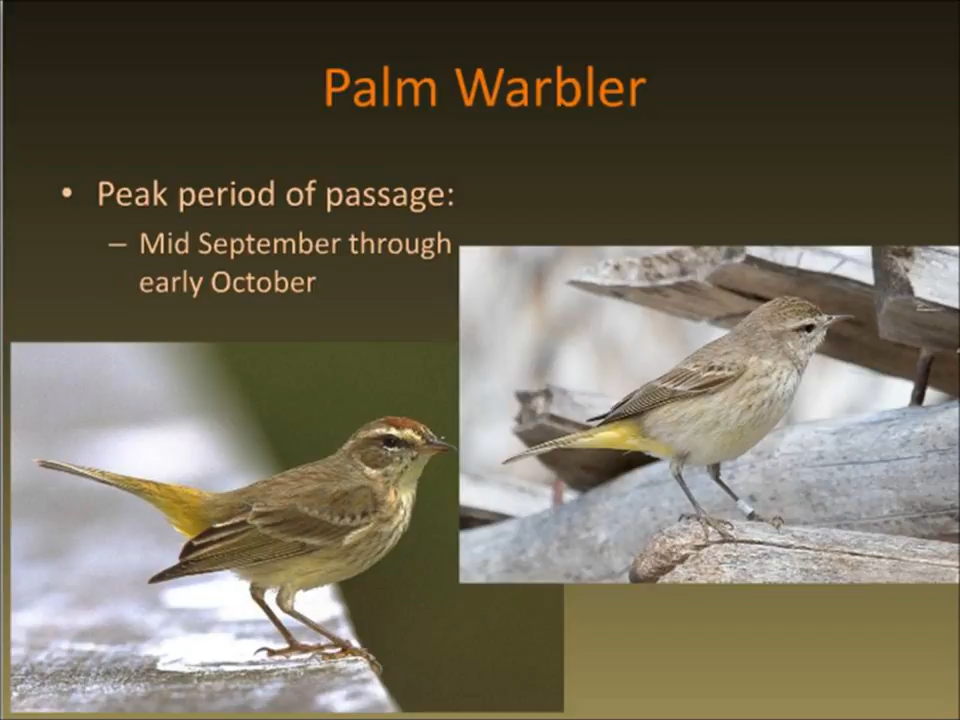 Palm Warbler
• Peak period of passage:
– Mid September through
early October